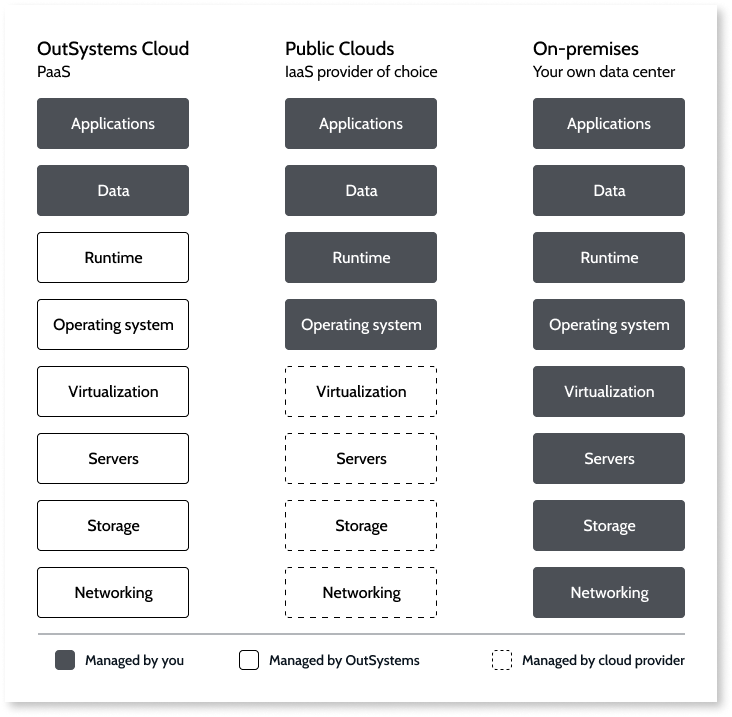 OutSystems Cloud
PaaS
Public Clouds
IaaS provider of choice
On-premises
Your own data center
Applications
Applications
Applications
Data
Data
Data
Runtime
Runtime
Runtime
Operating system
Operating system
Operating system
Virtualization
Virtualization
Virtualization
Servers
Servers
Servers
Storage
Storage
Storage
Networking
Networking
Networking
Managed by you
Managed by OutSystems
Managed by cloud provider